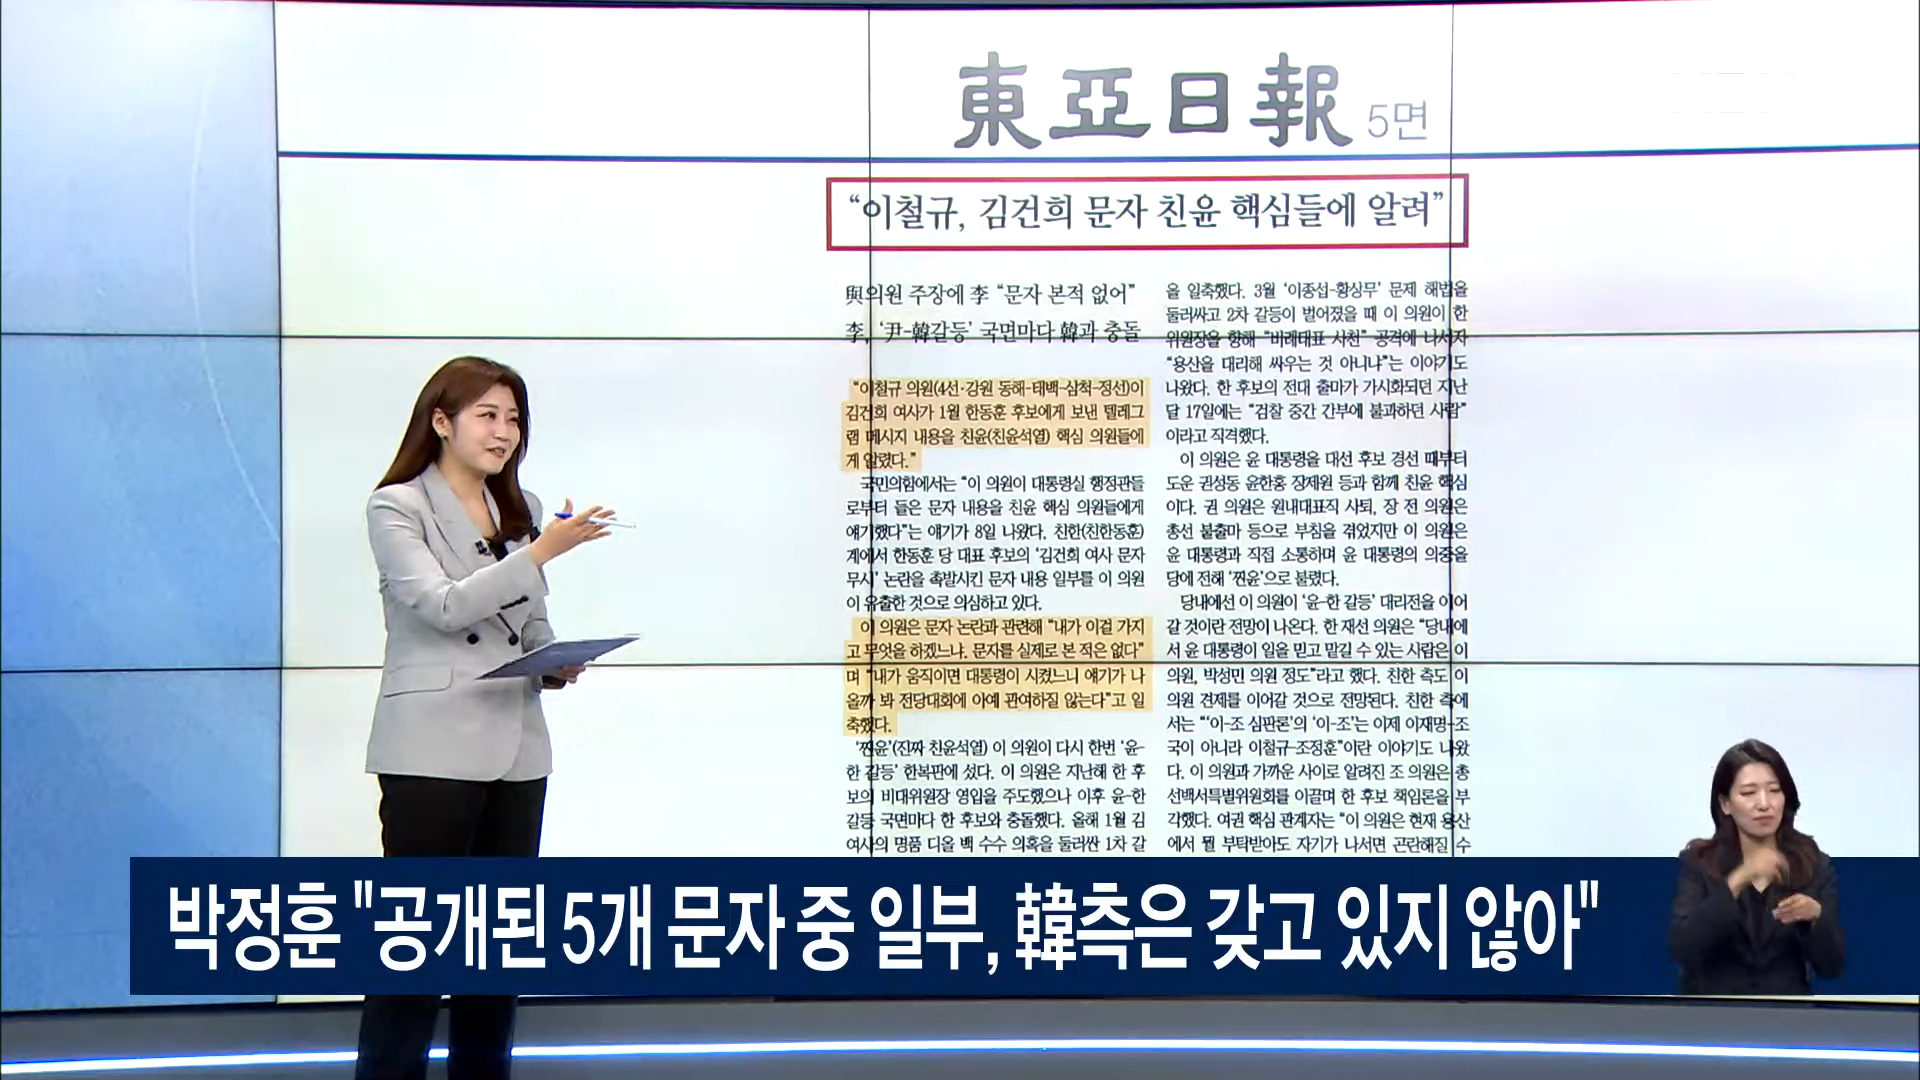 東亞日報 5면
“이철규, 김건희 문자 친윤 핵심들에 알려”
與의원 주장에 李 “문자 본적 없어”
李, ‘尹-韓갈등’ 국면마다 韓과 충돌
“이철규 의원(4선·강원 동해-태백-삼척-정선)이
김건희 여사가 1월 한동훈 후보에게 보낸 텔레그
램 메시지 내용을 친윤(친윤석열) 핵심 의원들에
게 알렸다.”
국민의힘에서는 “이 의원이 대통령실 행정관들
로부터 들은 문자 내용을 친윤 핵심 의원들에게
얘기했다”는 얘기가 8일 나왔다. 친한(친한동훈)
계에서 한동훈 당 대표 후보의 ‘김건희 여사 문자
무시’ 논란을 촉발시킨 문자 내용 일부를 이 의원
이 유출한 것으로 의심하고 있다.
이 의원은 문자 논란과 관련해 “내가 이걸 가지
고 무엇을 하겠느냐. 문자를 실제로 본 적은 없다”
며 “내가 움직이면 대통령이 시켰느니 얘기가 나
올까 봐 전당대회에 아예 관여하질 않는다”고 일
축했다.
‘찐윤’(진짜 친윤석열) 이 의원이 다시 한번 ‘윤-
한 갈등’ 한복판에 섰다. 이 의원은 지난해 한 후
보의 비대위원장 영입을 주도했으나 이후 윤-한
갈등 국면마다 한 후보와 충돌했다. 올해 1월 김
여사의 명품 디올 백 수수 의혹을 둘러싼 1차 갈
을 일축했다. 3월 ‘이종섭-황상무’ 문제 해법을
둘러싸고 2차 갈등이 벌어졌을 때 이 의원이 한
위원장을 향해 “비례대표 사천” 공격에 나서자
“용산을 대리해 싸우는 것 아니냐”는 이야기도
나왔다. 한 후보의 전대 출마가 가시화되던 지난
달 17일에는 “검찰 중간 간부에 불과하던 사람”
이라고 직격했다.
이 의원은 윤 대통령을 대선 후보 경선 때부터
도운 권성동 윤한홍 장제원 등과 함께 친윤 핵심
이다. 권 의원은 원내대표직 사퇴, 장 전 의원은
총선 불출마 등으로 부침을 겪었지만 이 의원은
윤 대통령과 직접 소통하며 윤 대통령의 의중을
당에 전해 ‘찐윤’으로 불렸다.
당내에선 이 의원이 ‘윤-한 갈등’ 대리전을 이어
갈 것이란 전망이 나온다. 한 재선 의원은 “당내에
서 윤 대통령이 일을 믿고 맡길 수 있는 사람은 이
의원, 박성민 의원 정도”라고 했다. 친한 측도 이
의원 견제를 이어갈 것으로 전망된다. 친한 측에
서는 “‘이-조 심판론’의 ‘이-조’는 이제 이재명-조
국이 아니라 이철규-조정훈”이란 이야기도 나왔
다. 이 의원과 가까운 사이로 알려진 조 의원은 총
선백서특별위원회를 이끌며 한 후보 책임론을 부
각했다. 여권 핵심 관계자는 “이 의원은 현재 용산
에서 뭘 부탁받아도 자기가 나서면 곤란해질 수
박정훈 "공개된 5개 문자 중 일부, 韓측은 갖고 있지 않아"